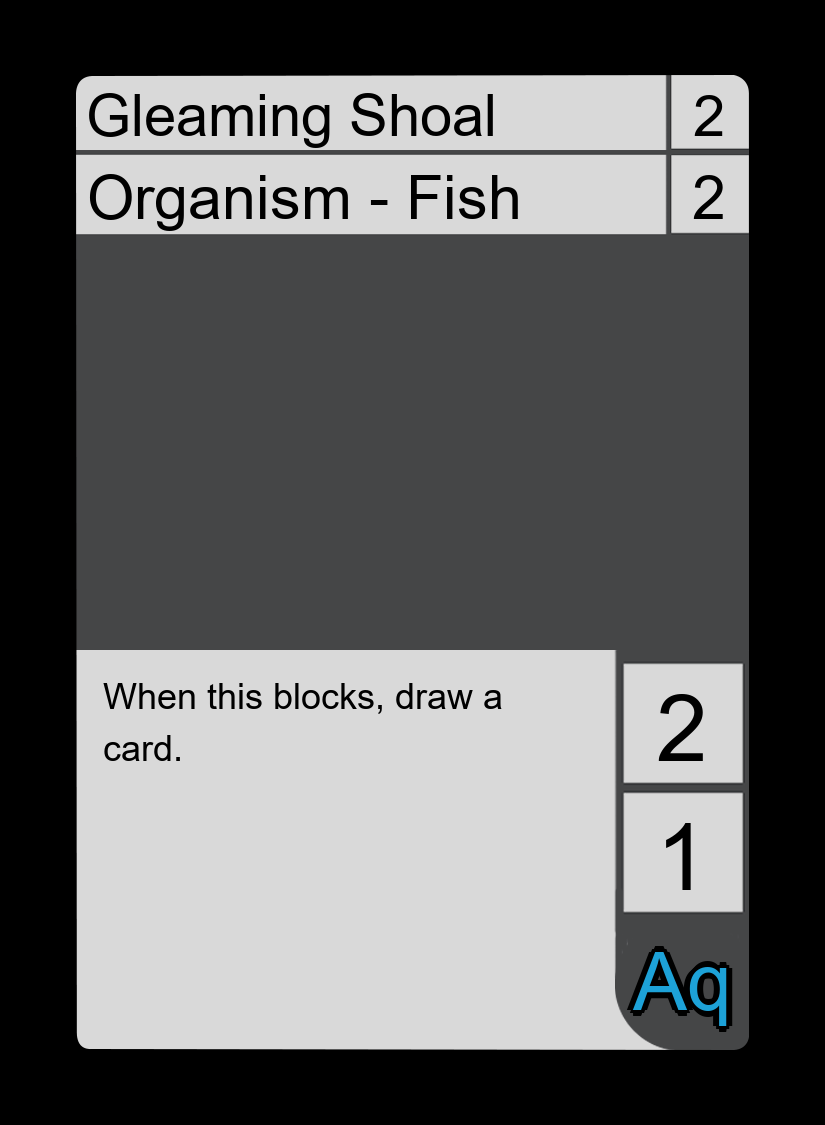 Gleaming Shoal 2
Organism - Fish 2
When this blocks, draw a
card.
2
1
Aq